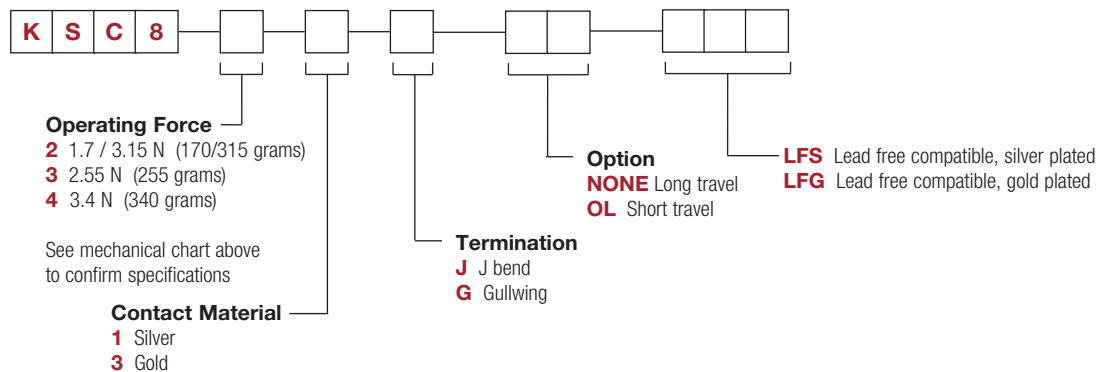 K S C 8
Operating Force
2 1.7 / 3.15 N (170/315 grams)
3 2.55 N (255 grams)
4 3.4 N (340 grams)
See mechanical chart above
to confirm specifications
Contact Material
1 Silver
3 Gold
Termination
J J bend
G Gullwing
Option
NONE Long travel
OL Short travel
LFS Lead free compatible, silver plated
LFG Lead free compatible, gold plated